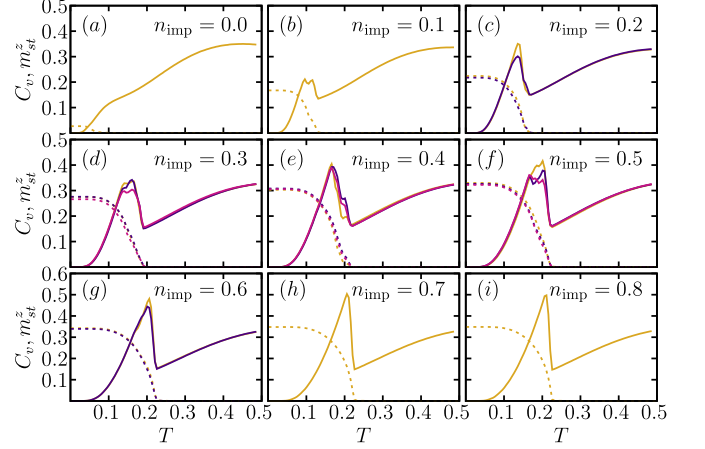 (a) n_imp = 0.0
(b) n_imp = 0.1
(c) n_imp = 0.2
C_v, m_st^z
0.5
0.4
0.3
0.2
0.1
(d) n_imp = 0.3
(e) n_imp = 0.4
(f) n_imp = 0.5
C_v, m_st^z
0.5
0.4
0.3
0.2
0.1
(g) n_imp = 0.6
(h) n_imp = 0.7
(i) n_imp = 0.8
C_v, m_st^z
0.6
0.5
0.4
0.3
0.2
0.1
0.1 0.2 0.3 0.4 0.5 0.1 0.2 0.3 0.4 0.5 0.1 0.2 0.3 0.4 0.5
T T T